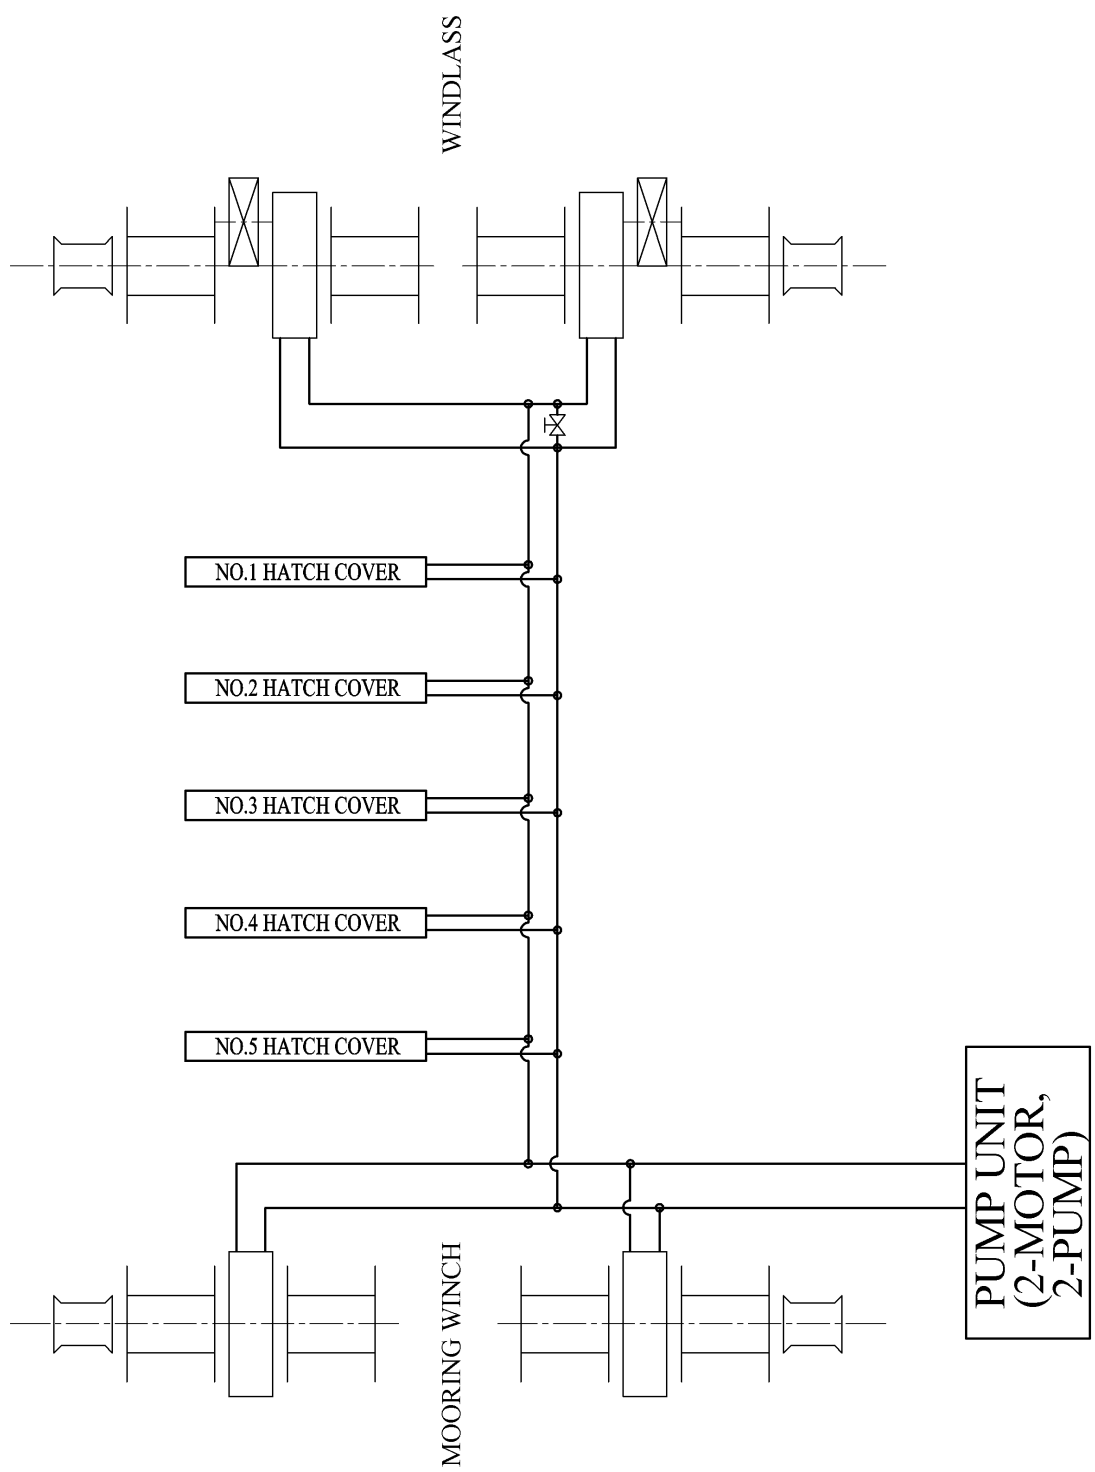 WINDLASS
NO.1 HATCH COVER
NO.2 HATCH COVER
NO.3 HATCH COVER
NO.4 HATCH COVER
NO.5 HATCH COVER
PUMP UNIT
(2-MOTOR,
2-PUMP)
MOORING WINCH